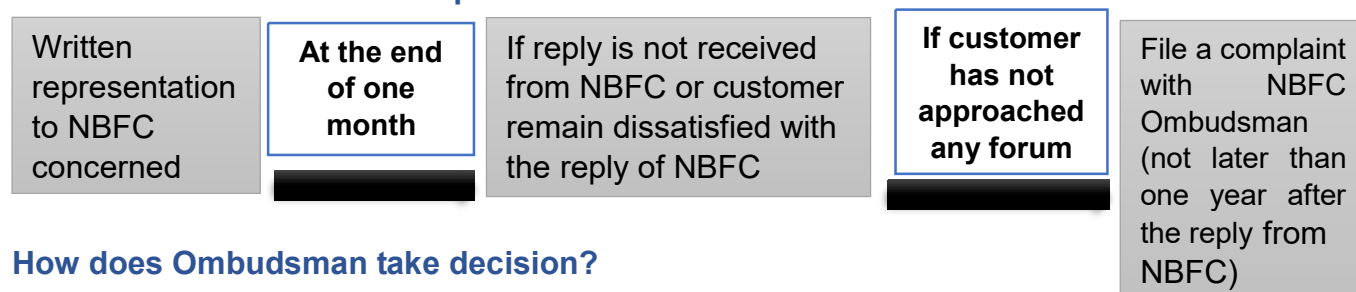 Written
representation
to NBFC
concerned
At the end
of one
month
If reply is not received
from NBFC or customer
remain dissatisfied with
the reply of NBFC
If customer
has not
approached
any forum
File a complaint
with NBFC
Ombudsman
(not later than
one year after
the reply from
NBFC)
How does Ombudsman take decision?